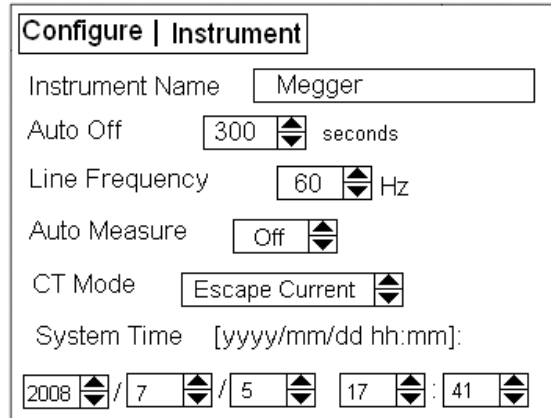 Configure | Instrument
Instrument Name Megger
Auto Off 300 seconds
Line Frequency 60 Hz
Auto Measure Off
CT Mode Escape Current
System Time [yyyy/mm/dd hh:mm]:
2008 / 7 / 5 17 : 41